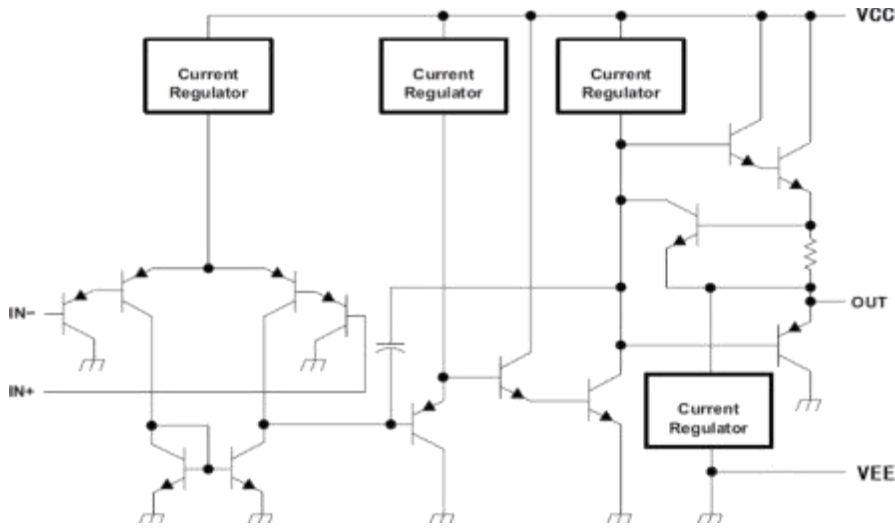 VCC
Current
Regulator
Current
Regulator
Current
Regulator
IN−
OUT
IN+
Current
Regulator
VEE